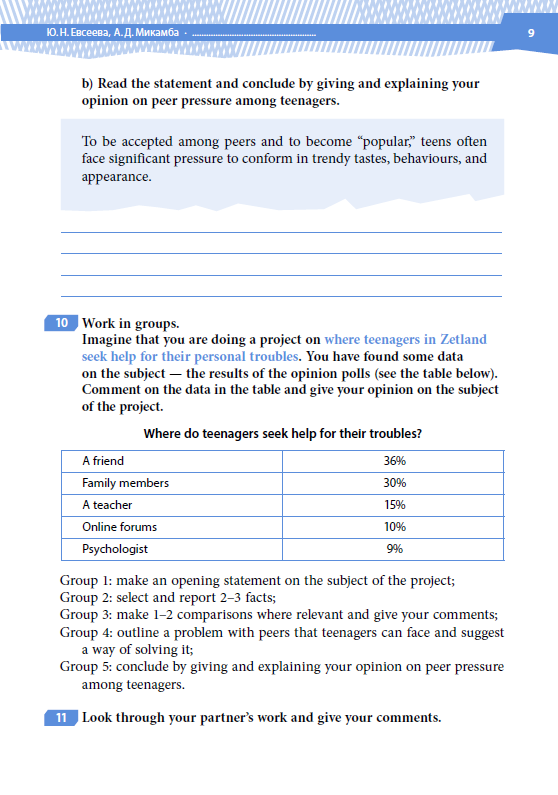 Ю. Н. Евсеева, А. Д. Микамба · ........................................................
9
b) Read the statement and conclude by giving and explaining your
opinion on peer pressure among teenagers.
To be accepted among peers and to become “popular,” teens often
face significant pressure to conform in trendy tastes, behaviours, and
appearance.
10 Work in groups.
Imagine that you are doing a project on where teenagers in Zetland
seek help for their personal troubles. You have found some data
on the subject — the results of the opinion polls (see the table below).
Comment on the data in the table and give your opinion on the subject
of the project.
Where do teenagers seek help for their troubles?
A friend 36%
Family members 30%
A teacher 15%
Online forums 10%
Psychologist 9%
Group 1: make an opening statement on the subject of the project;
Group 2: select and report 2–3 facts;
Group 3: make 1–2 comparisons where relevant and give your comments;
Group 4: outline a problem with peers that teenagers can face and suggest
a way of solving it;
Group 5: conclude by giving and explaining your opinion on peer pressure
among teenagers.
11 Look through your partner’s work and give your comments.